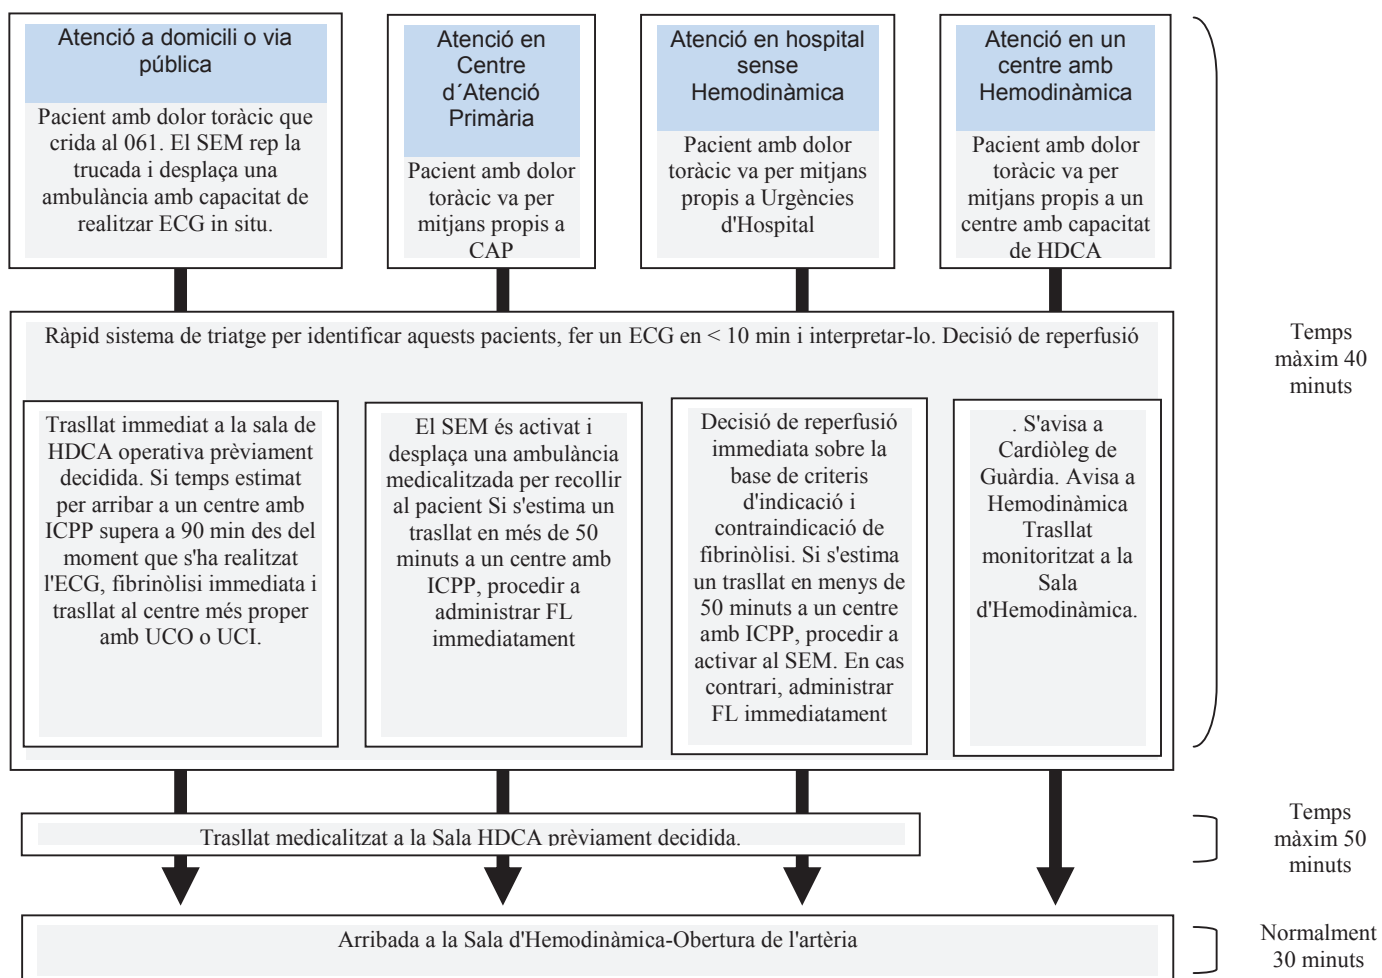 Atenció a domicili o via
pública
Pacient amb dolor toràcic que
crida al 061. El SEM rep la
trucada i desplaça una
ambulància amb capacitat de
realitzar ECG in situ.
Atenció en
Centre
d´Atenció
Primària
Pacient amb dolor
toràcic va per
mitjans propis a
CAP
Atenció en hospital
sense
Hemodinàmica
Pacient amb dolor
toràcic va per mitjans
propis a Urgències
d'Hospital
Atenció en un
centre amb
Hemodinàmica
Pacient amb dolor
toràcic va per
mitjans propis a un
centre amb capacitat
de HDCA
Ràpid sistema de triatge per identificar aquests pacients, fer un ECG en < 10 min i interpretar-lo. Decisió de reperfusió
Temps
màxim 40
minuts
Trasllat immediat a la sala de
HDCA operativa prèviament
decidida. Si temps estimat
per arribar a un centre amb
ICPP supera a 90 min des del
moment que s'ha realitzat
l'ECG, fibrinòlisi immediata i
trasllat al centre més proper
amb UCO o UCI.
El SEM és activat i
desplaça una ambulància
medicalitzada per recollir
al pacient Si s'estima un
trasllat en més de 50
minuts a un centre amb
ICPP, procedir a
administrar FL
immediatament
Decisió de reperfusió
immediata sobre la
base de criteris
d'indicació i
contraindicació de
fibrinòlisi. Si s'estima
un trasllat en menys de
50 minuts a un centre
amb ICPP, procedir a
activar al SEM. En cas
contrari, administrar
FL immediatament
. S'avisa a
Cardiòleg de
Guàrdia. Avisa a
Hemodinàmica
Trasllat
monitoritzat a la
Sala
d'Hemodinàmica.
Trasllat medicalitzat a la Sala HDCA prèviament decidida.
Temps
màxim 50
minuts
Arribada a la Sala d'Hemodinàmica-Obertura de l'artèria
Normalment
30 minuts